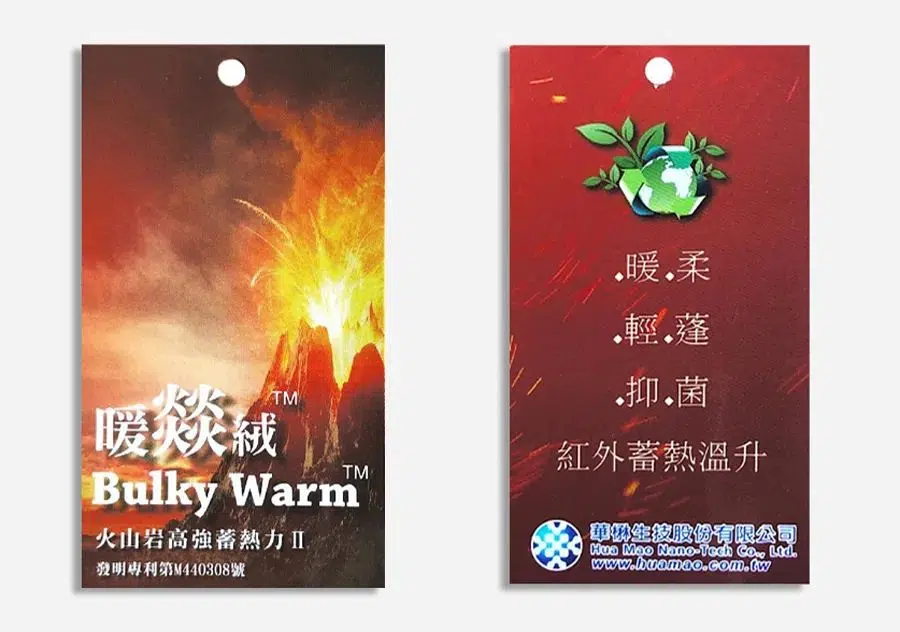 暖燚絨™
Bulky Warm™
火山岩高強蓄熱力 II
發明專利第M440308號
.暖.柔
.輕.蓬
.抑.菌
紅外蓄熱溫升
華楙生技股份有限公司
Hua Mao Nano-Tech Co., Ltd.
www.huamao.com.tw